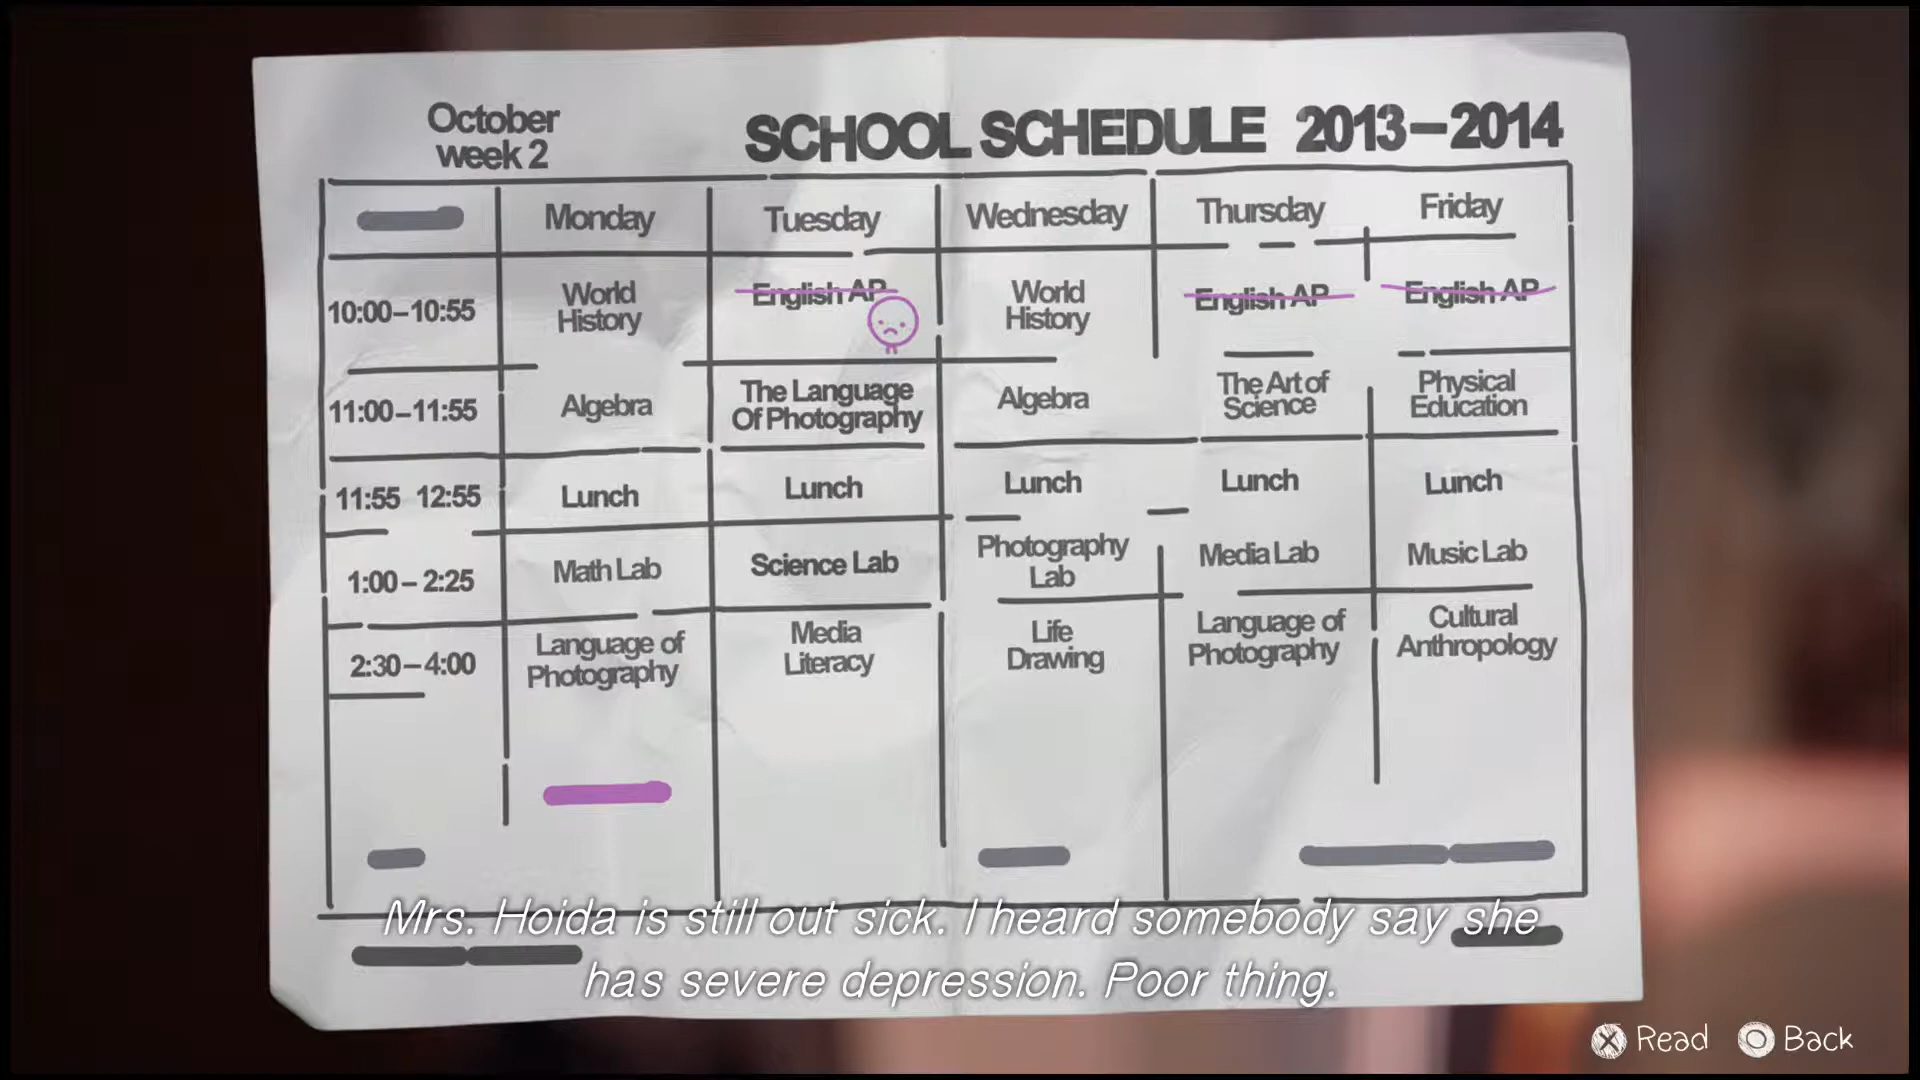 October
week 2
SCHOOL SCHEDULE 2013-2014
Monday Tuesday Wednesday Thursday Friday
10:00-10:55
World
History
English AP
World
History
English AP
English AP
11:00-11:55
Algebra
The Language
Of Photography
Algebra
The Art of
Science
Physical
Education
11:55 12:55
Lunch
Lunch
Lunch
Lunch
Lunch
1:00-2:25
Math Lab
Science Lab
Photography
Lab
Media Lab
Music Lab
2:30-4:00
Language of
Photography
Media
Literacy
Life
Drawing
Language of
Photography
Cultural
Anthropology
Mrs. Hoida is still out sick. I heard somebody say she
has severe depression. Poor thing.
Read Back